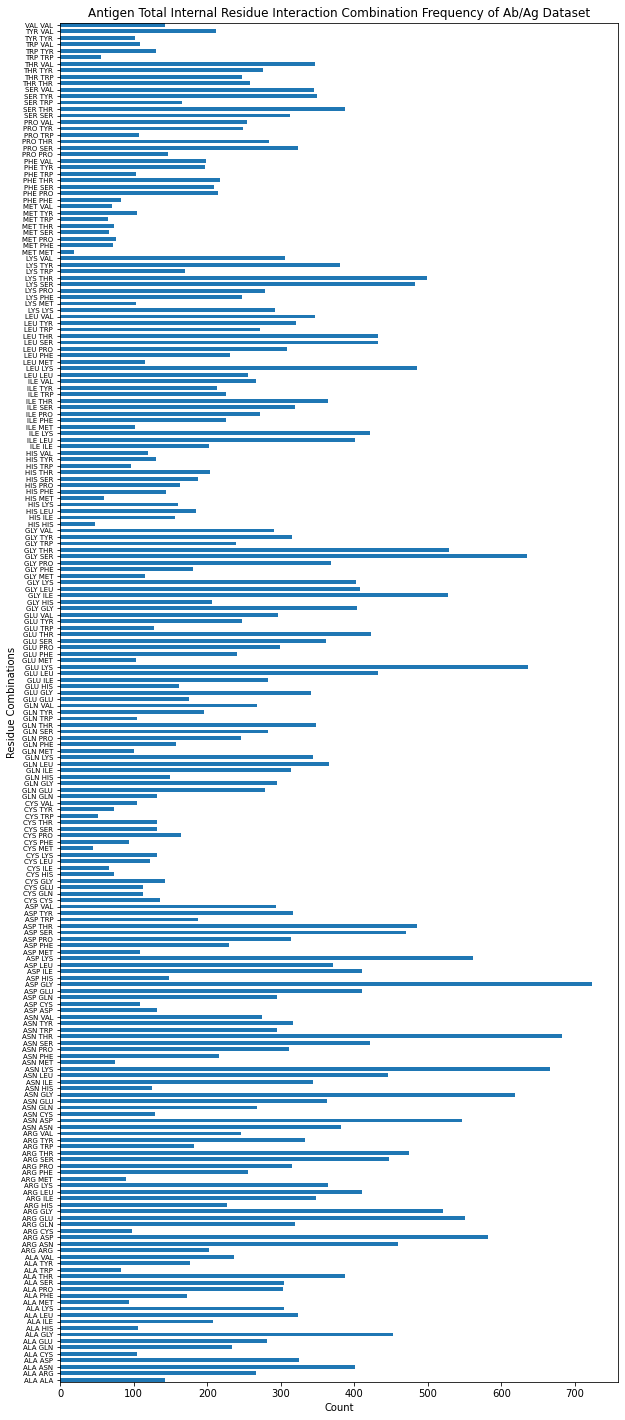 Antigen Total Internal Residue Interaction Combination Frequency of Ab/Ag Dataset
VAL VAL
TYR VAL
TYR TYR
TRP VAL
TRP TYR
TRP TRP
THR VAL
THR TYR
THR TRP
THR THR
SER VAL
SER TYR
SER TRP
SER THR
SER SER
PRO VAL
PRO TYR
PRO TRP
PRO THR
PRO SER
PRO PRO
PHE VAL
PHE TYR
PHE TRP
PHE THR
PHE SER
PHE PRO
PHE PHE
MET VAL
MET TYR
MET TRP
MET THR
MET SER
MET PRO
MET PHE
MET MET
LYS VAL
LYS TYR
LYS TRP
LYS THR
LYS SER
LYS PRO
LYS PHE
LYS MET
LYS LYS
LEU VAL
LEU TYR
LEU TRP
LEU THR
LEU SER
LEU PRO
LEU PHE
LEU MET
LEU LYS
LEU LEU
ILE VAL
ILE TYR
ILE TRP
ILE THR
ILE SER
ILE PRO
ILE PHE
ILE MET
ILE LYS
ILE LEU
ILE ILE
HIS VAL
HIS TYR
HIS TRP
HIS THR
HIS SER
HIS PRO
HIS PHE
HIS MET
HIS LYS
HIS LEU
HIS ILE
HIS HIS
GLY VAL
GLY TYR
GLY TRP
GLY THR
GLY SER
GLY PRO
GLY PHE
GLY MET
GLY LYS
GLY LEU
GLY ILE
GLY HIS
GLY GLY
GLU VAL
GLU TYR
GLU TRP
GLU THR
GLU SER
GLU PRO
GLU PHE
GLU MET
GLU LYS
GLU LEU
GLU ILE
GLU HIS
GLU GLY
GLU GLU
GLN VAL
GLN TYR
GLN TRP
GLN THR
GLN SER
GLN PRO
GLN PHE
GLN MET
GLN LYS
GLN LEU
GLN ILE
GLN HIS
GLN GLY
GLN GLU
GLN GLN
CYS VAL
CYS TYR
CYS TRP
CYS THR
CYS SER
CYS PRO
CYS PHE
CYS MET
CYS LYS
CYS LEU
CYS ILE
CYS HIS
CYS GLY
CYS GLU
CYS GLN
CYS CYS
ASP VAL
ASP TYR
ASP TRP
ASP THR
ASP SER
ASP PRO
ASP PHE
ASP MET
ASP LYS
ASP LEU
ASP ILE
ASP HIS
ASP GLY
ASP GLU
ASP GLN
ASP CYS
ASP ASP
ASN VAL
ASN TYR
ASN TRP
ASN THR
ASN SER
ASN PRO
ASN PHE
ASN MET
ASN LYS
ASN LEU
ASN ILE
ASN HIS
ASN GLY
ASN GLU
ASN GLN
ASN CYS
ASN ASP
ASN ASN
ARG VAL
ARG TYR
ARG TRP
ARG THR
ARG SER
ARG PRO
ARG PHE
ARG MET
ARG LYS
ARG LEU
ARG ILE
ARG HIS
ARG GLY
ARG GLU
ARG GLN
ARG CYS
ARG ASP
ARG ASN
ARG ARG
ALA VAL
ALA TYR
ALA TRP
ALA THR
ALA SER
ALA PRO
ALA PHE
ALA MET
ALA LYS
ALA LEU
ALA ILE
ALA HIS
ALA GLY
ALA GLU
ALA GLN
ALA CYS
ALA ASP
ALA ASN
ALA ARG
ALA ALA
Residue Combinations
0 100 200 300 400 500 600 700
Count